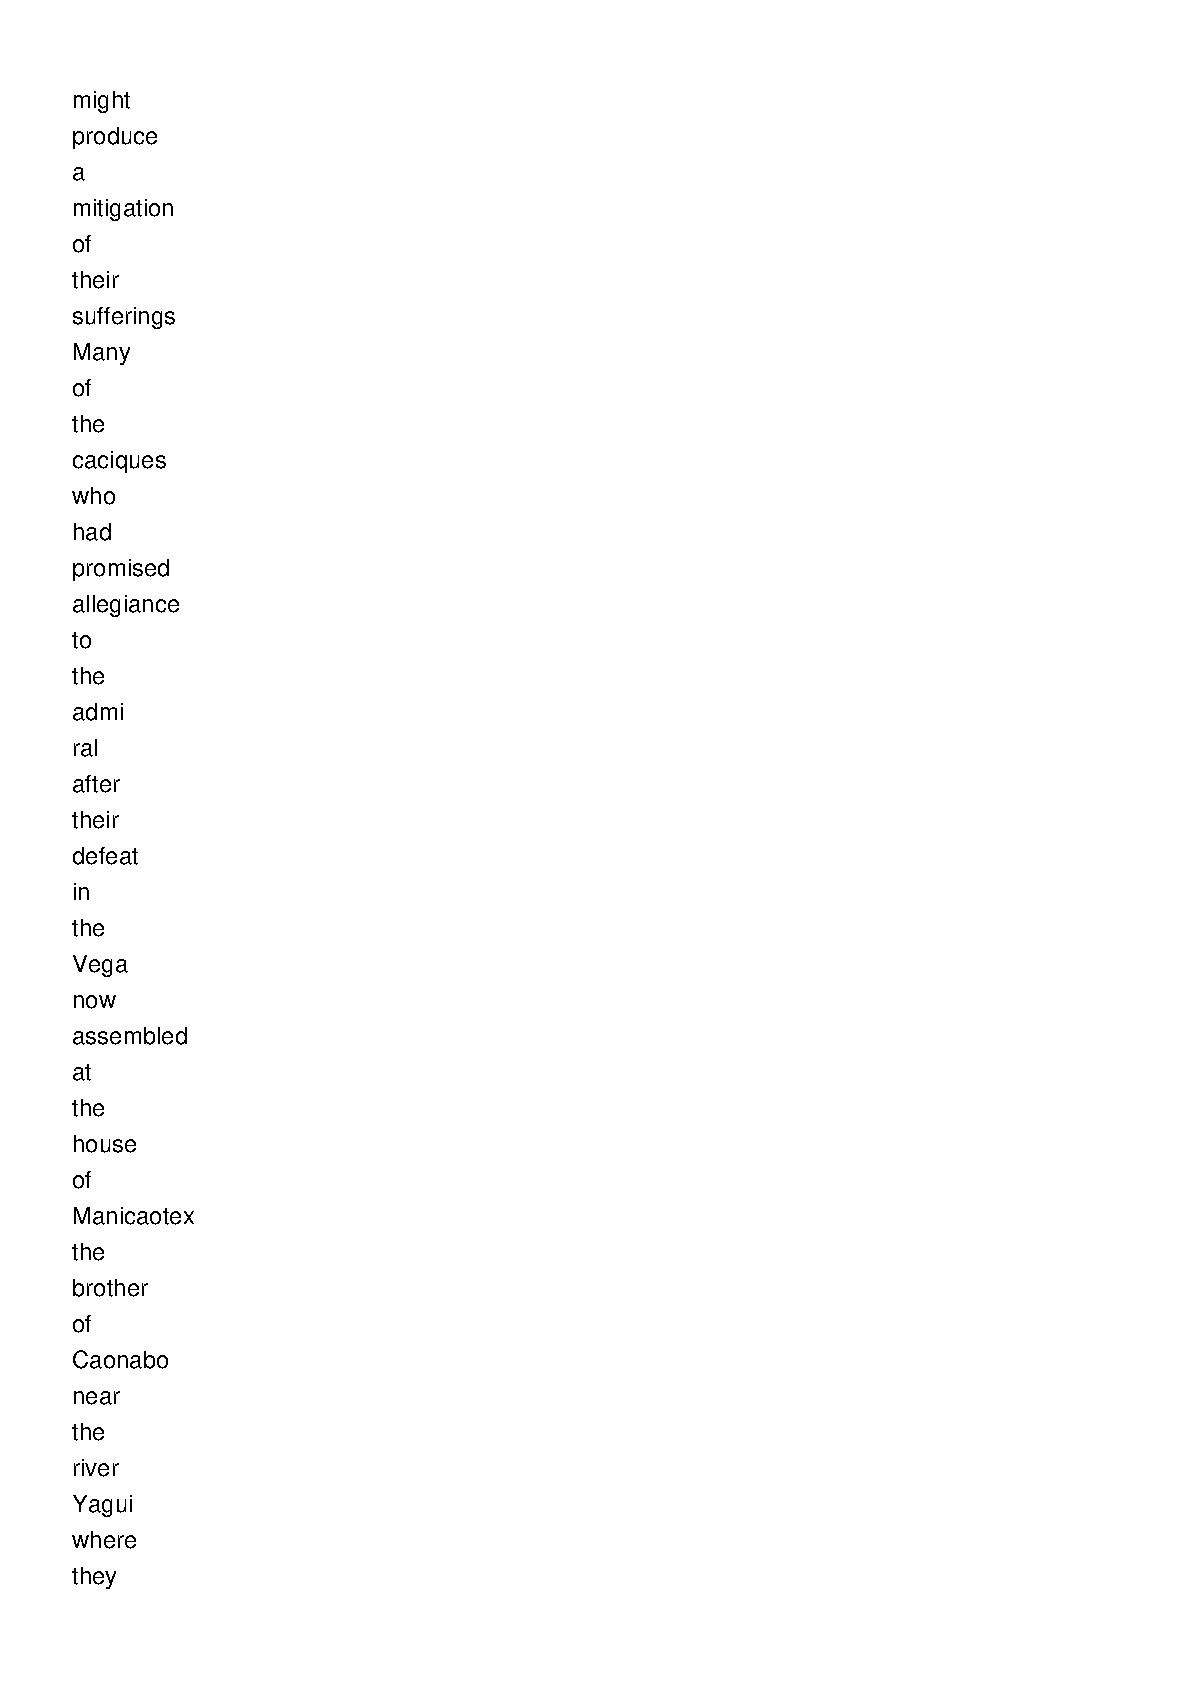 might
produce
a
mitigation
of
their
sufferings
Many
of
the
caciques
who
had
promised
allegiance
to
the
admi
ral
after
their
defeat
in
the
Vega
now
assembled
at
the
house
of
Manicaotex
the
brother
of
Caonabo
near
the
river
Yagui
where
they